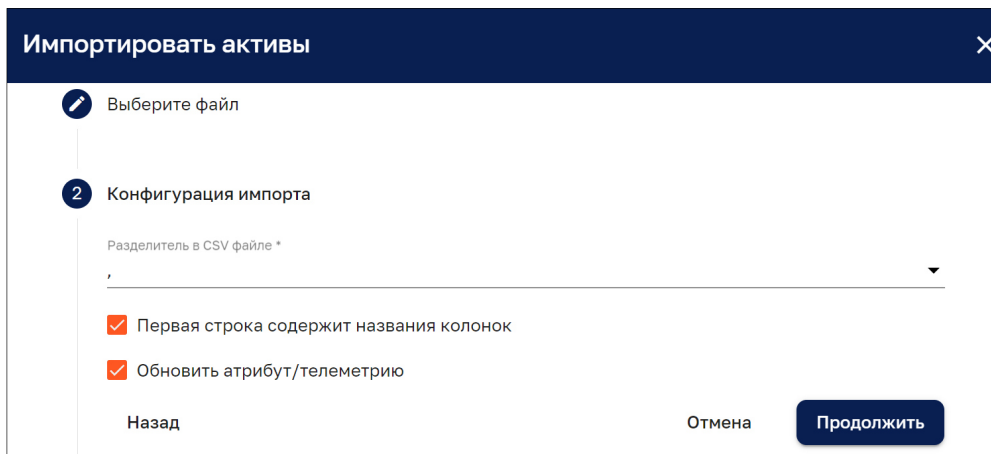 Импортировать активы
Выберите файл
2 Конфигурация импорта
Разделитель в CSV файле *
,
Первая строка содержит названия колонок
Обновить атрибут/телеметрию
Назад Отмена Продолжить